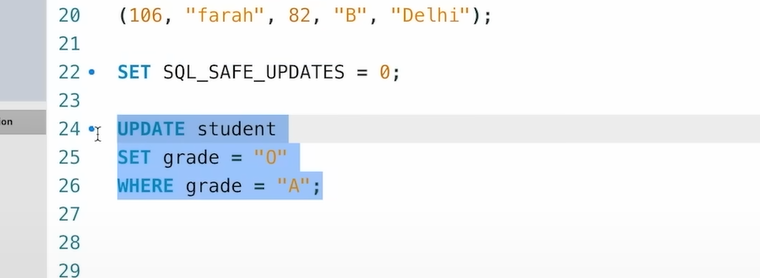 20 (106, "farah", 82, "B", "Delhi");
21
22 SET SQL_SAFE_UPDATES = 0;
23
on
24 UPDATE student
25 SET grade = "O"
26 WHERE grade = "A";
27
28
29